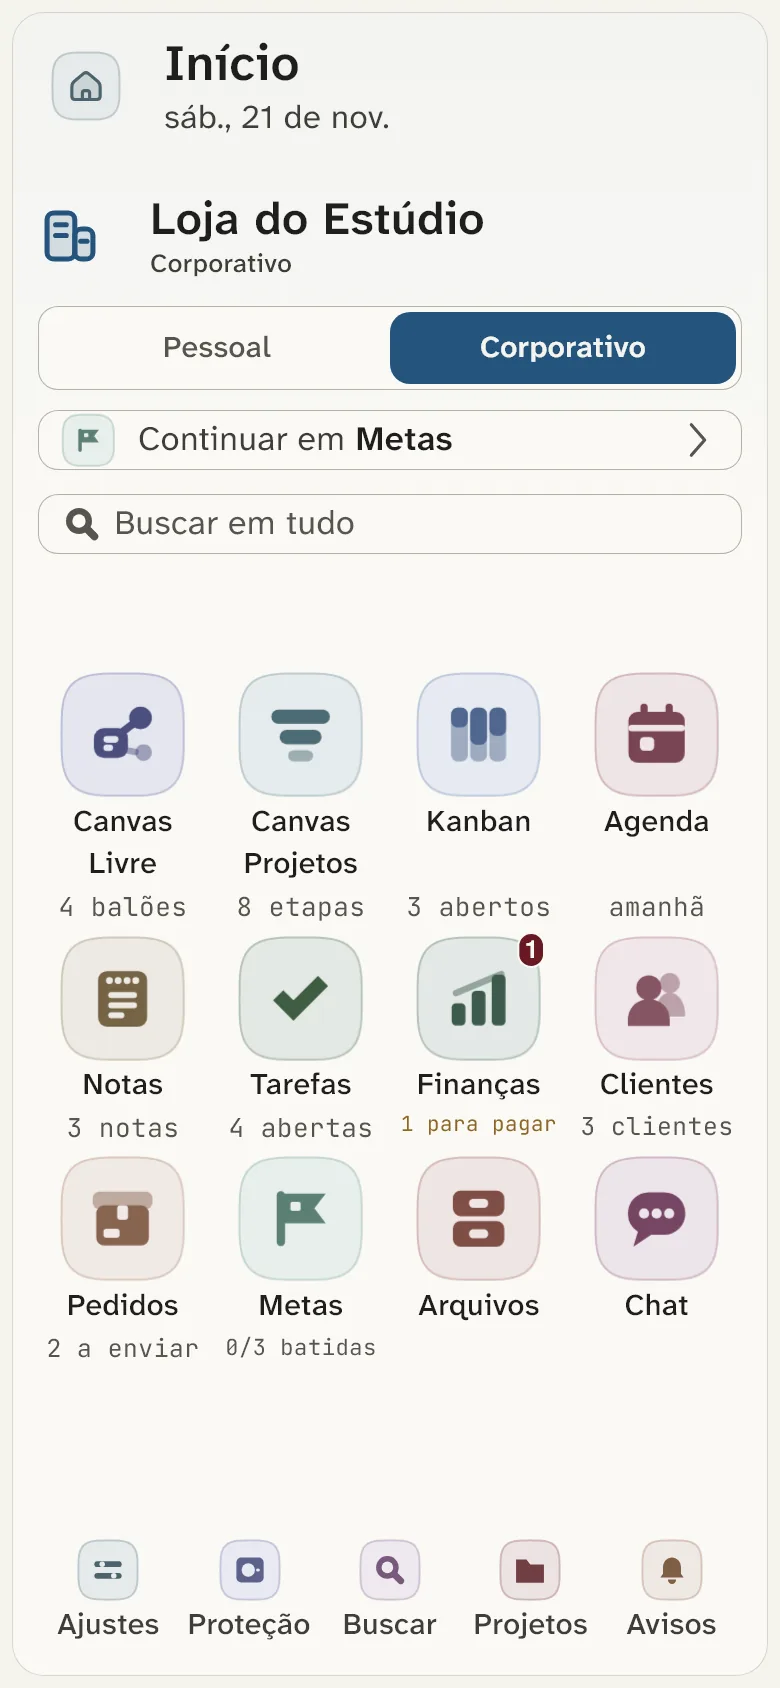 Início
sáb., 21 de nov.
Loja do Estúdio
Corporativo
Pessoal
Corporativo
Continuar em Metas
Buscar em tudo
Canvas Livre
4 balões
Canvas Projetos
8 etapas
Kanban
3 abertos
Agenda
amanhã
Notas
3 notas
Tarefas
4 abertas
1
Finanças
1 para pagar
Clientes
3 clientes
Pedidos
2 a enviar
Metas
0/3 batidas
Arquivos
Chat
Ajustes
Proteção
Buscar
Projetos
Avisos